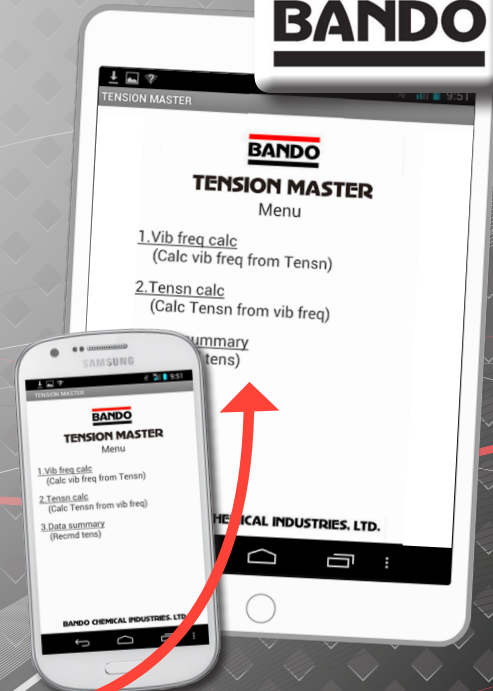 BANDO
9:51
TENSION MASTER
BANDO
TENSION MASTER
Menu
1.Vib freq calc
(Calc vib freq from Tensn)
2.Tensn calc
(Calc Tensn from vib freq)
ummary
tens)
HEMICAL INDUSTRIES. LTD.
SAMSUNG
9:51
TENSION MASTER
BANDO
TENSION MASTER
Menu
1.Vib freq calc
(Calc vib freq from Tensn)
2.Tensn calc
(Calc Tensn from vib freq)
3.Data summary
(Recmd tens)
BANDO CHEMICAL INDUSTRIES. LTD